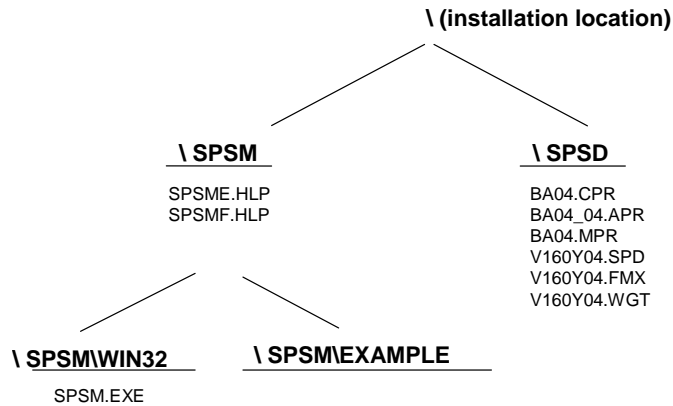 \ (installation location)
\ SPSM
SPSME.HLP
SPSMF.HLP
\ SPSD
BA04.CPR
BA04_04.APR
BA04.MPR
V160Y04.SPD
V160Y04.FMX
V160Y04.WGT
\ SPSM\WIN32
SPSM.EXE
\ SPSM\EXAMPLE